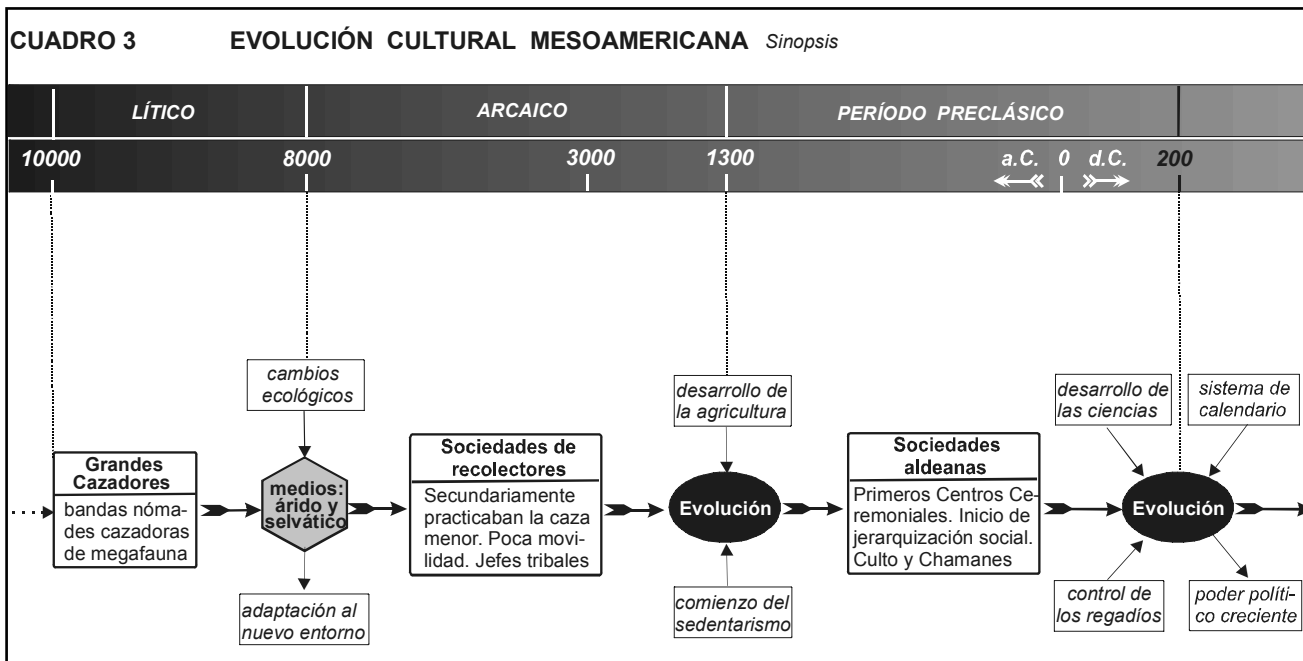 CUADRO 3 EVOLUCIÓN CULTURAL MESOAMERICANA Sinopsis
LÍTICO ARCAICO PERÍODO PRECLÁSICO
10000 8000 3000 1300 a.C. 0 d.C. 200
cambios
ecológicos
desarrollo de
la agricultura
desarrollo de
las ciencias
sistema de
calendario
Grandes
Cazadores
bandas nóma-
des cazadoras
de megafauna
medios:
árido y
selvático
Sociedades de
recolectores
Secundariamente
practicaban la caza
menor. Poca movi-
lidad. Jefes tribales
Evolución
Sociedades
aldeanas
Primeros Centros Ce-
remoniales. Inicio de
jerarquización social.
Culto y Chamanes
Evolución
adaptación al
nuevo entorno
comienzo del
sedentarismo
control de
los regadíos
poder políti-
co creciente